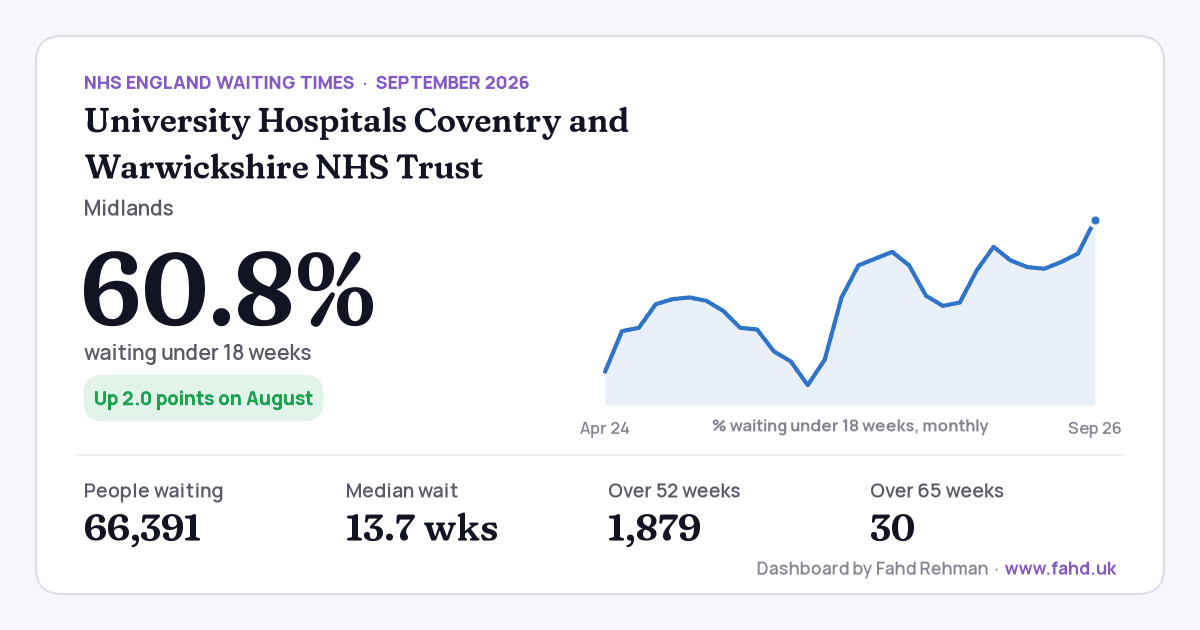 NHS ENGLAND WAITING TIMES · SEPTEMBER 2026
University Hospitals Coventry and
Warwickshire NHS Trust
Midlands
60.8%
waiting under 18 weeks
Up 2.0 points on August
Apr 24
% waiting under 18 weeks, monthly
Sep 26
People waiting
66,391
Median wait
13.7 wks
Over 52 weeks
1,879
Over 65 weeks
30
Dashboard by Fahd Rehman · www.fahd.uk